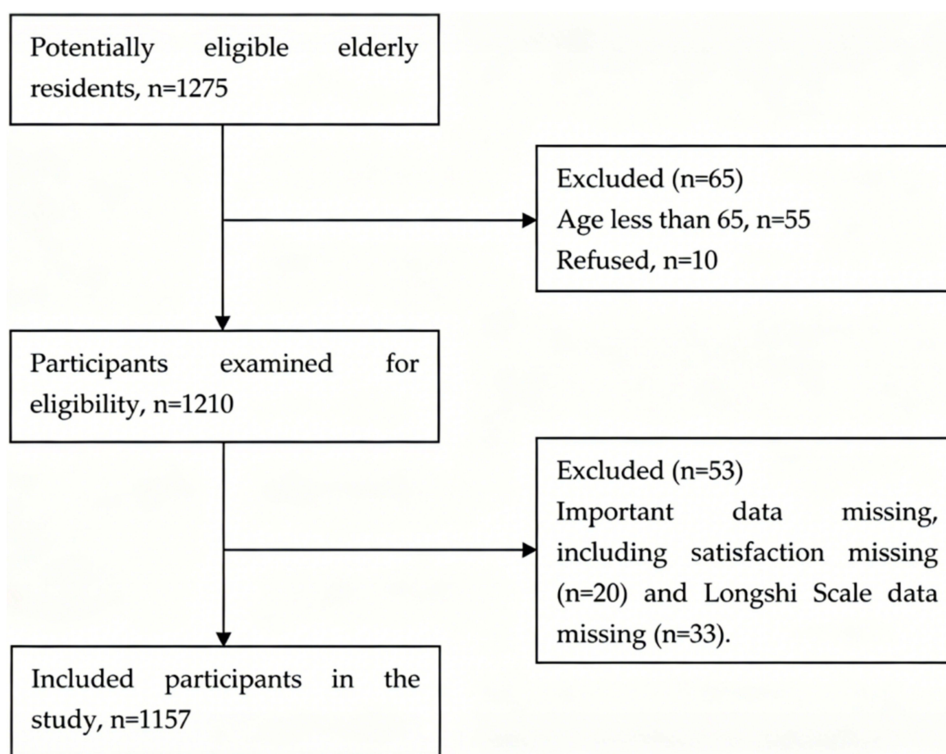 Potentially eligible elderly
residents, n=1275
Excluded (n=65)
Age less than 65, n=55
Refused, n=10
Participants examined for
eligibility, n=1210
Excluded (n=53)
Important data missing,
including satisfaction missing
(n=20) and Longshi Scale data
missing (n=33).
Included participants in the
study, n=1157